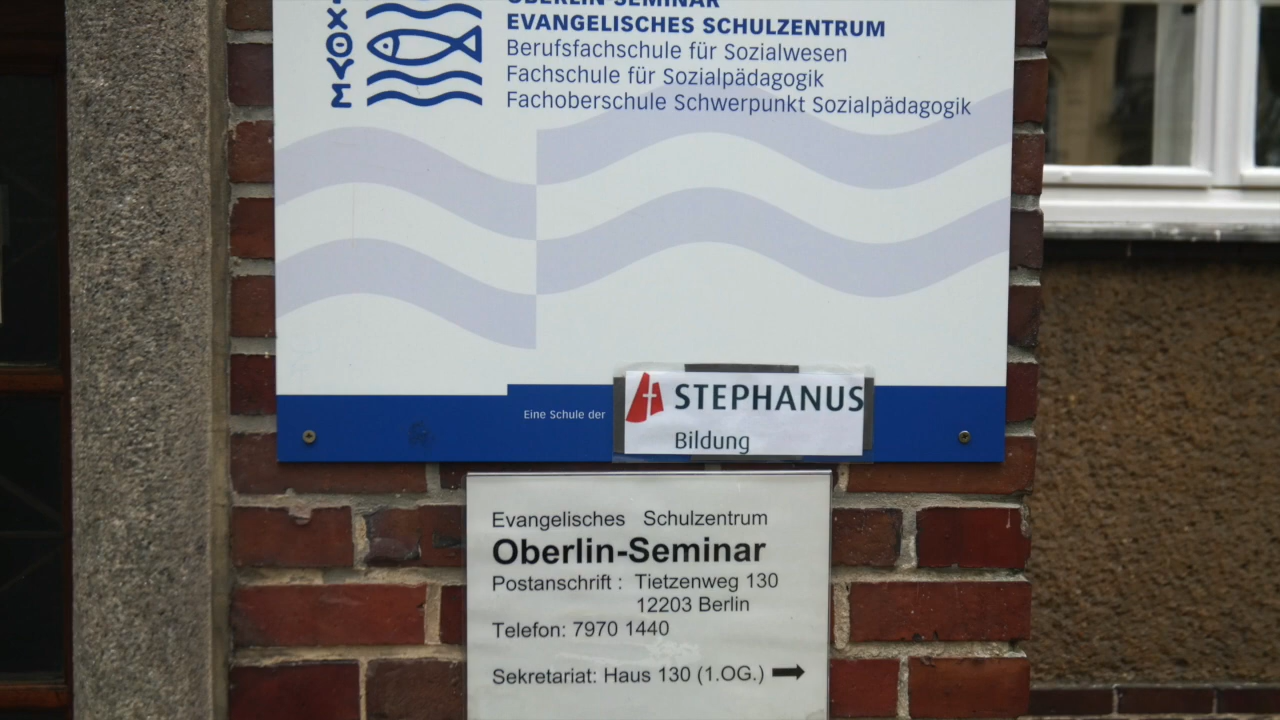 ΙΧΘΥΣ
OBERLIN-SEMINAR
EVANGELISCHES SCHULZENTRUM
Berufsfachschule für Sozialwesen
Fachschule für Sozialpädagogik
Fachoberschule Schwerpunkt Sozialpädagogik
Eine Schule der
STEPHANUS
Bildung
Evangelisches Schulzentrum
Oberlin-Seminar
Postanschrift : Tietzenweg 130
12203 Berlin
Telefon: 7970 1440
Sekretariat: Haus 130 (1.OG.) ➡